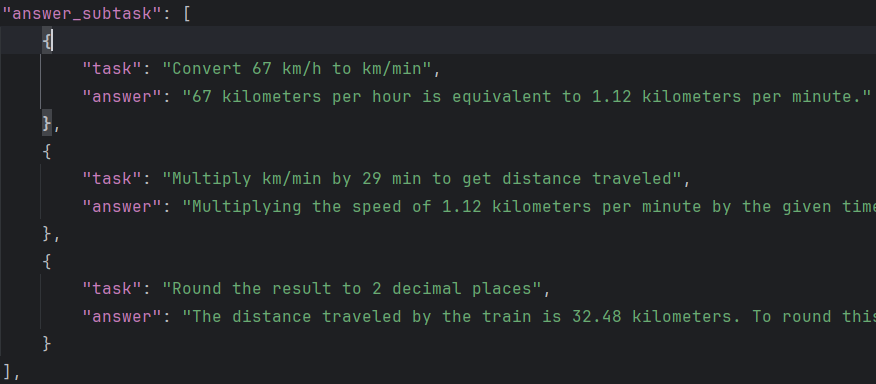 "answer_subtask": [
{
"task": "Convert 67 km/h to km/min",
"answer": "67 kilometers per hour is equivalent to 1.12 kilometers per minute."
},
{
"task": "Multiply km/min by 29 min to get distance traveled",
"answer": "Multiplying the speed of 1.12 kilometers per minute by the given time
},
{
"task": "Round the result to 2 decimal places",
"answer": "The distance traveled by the train is 32.48 kilometers. To round this
}
],